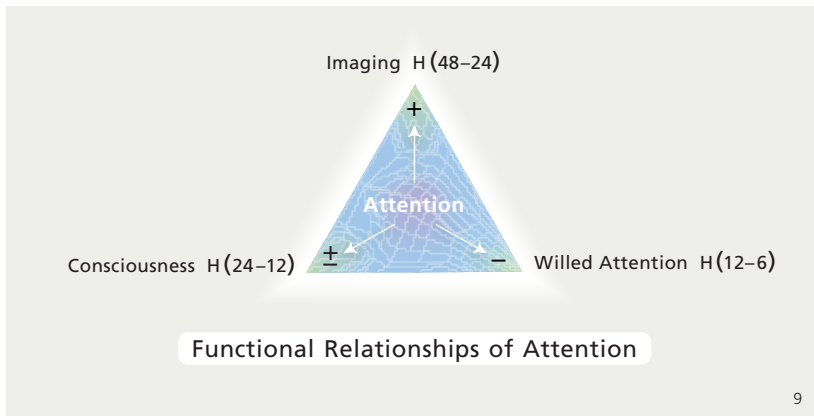 Imaging H (48–24)
+
Attention
±
Consciousness H (24–12)
–
Willed Attention H (12–6)
Functional Relationships of Attention
9